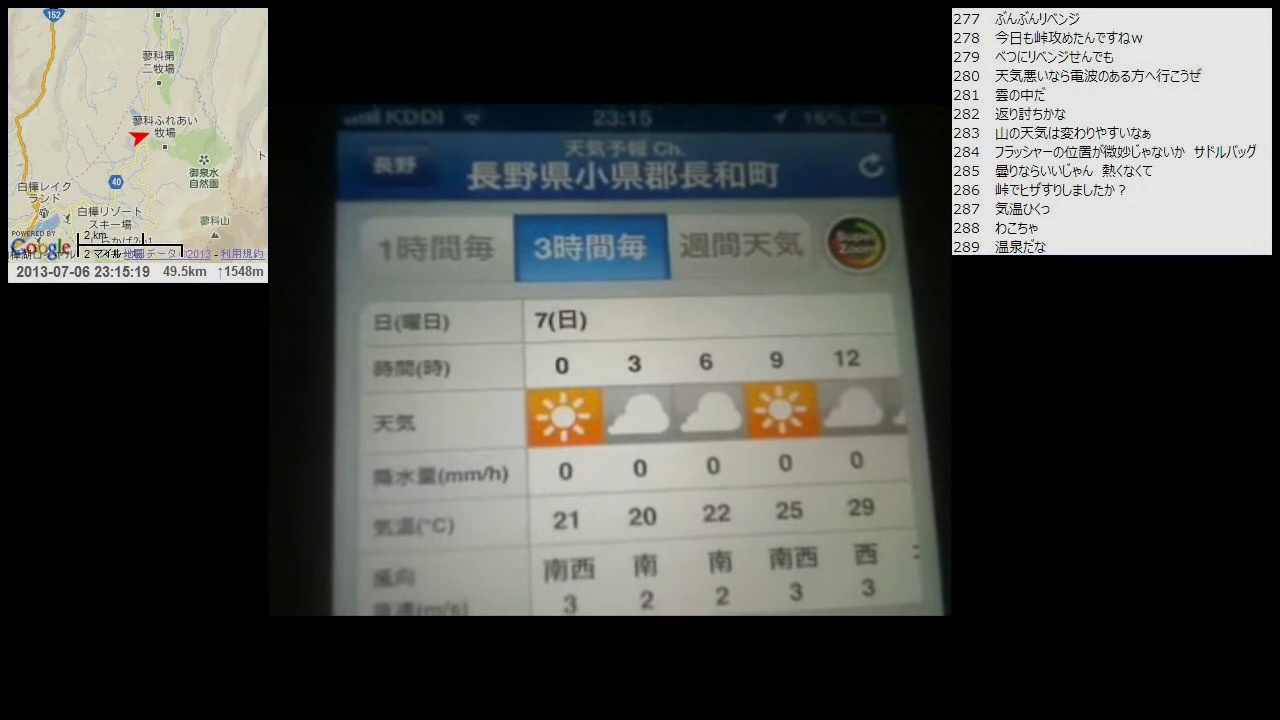 152
蓼科第
二牧場
蓼科ふれあい
牧場
御泉水
自然園
40
白樺レイク
ランド
白樺リゾート
スキー場
蓼科山
POWERED BY
Google
2 km
2 マイル
地図データ ©2013 - 利用規約
2013-07-06 23:15:19 49.5km ↑1548m
KDDI 23:15 16%
長野
天気予報 Ch.
長野県小県郡長和町
1時間毎 3時間毎 週間天気
日(曜日) 7(日)
時間(時) 0 3 6 9 12
天気
降水量(mm/h) 0 0 0 0 0
気温(°C) 21 20 22 25 29
風向 南西 南 南 南西 西
風速(m/s) 3 2 2 3 3
277 ぶんぶんリベンジ
278 今日も峠攻めたんですねｗ
279 べつにリベンジせんでも
280 天気悪いなら電波のある方へ行こうぜ
281 雲の中だ
282 返り討ちかな
283 山の天気は変わりやすいなぁ
284 フラッシャーの位置が微妙じゃないか サドルバッグ
285 曇りならいいじゃん 熱くなくて
286 峠でヒザすりしましたか？
287 気温ひくっ
288 わこちゃ
289 温泉だな